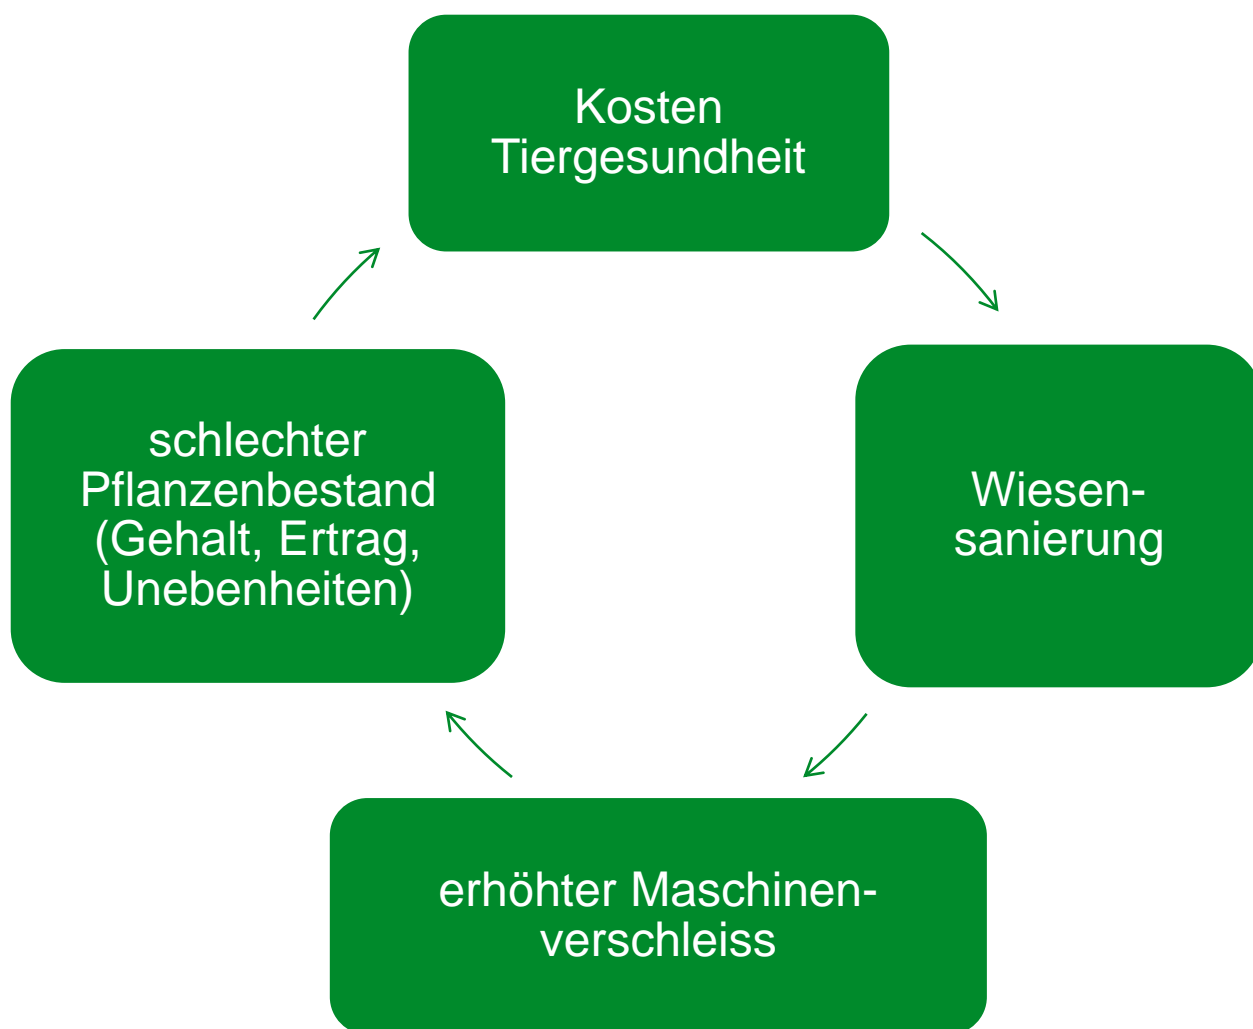 Kosten
Tiergesundheit
schlechter
Pflanzenbestand
(Gehalt, Ertrag,
Unebenheiten)
Wiesen-
sanierung
erhöhter Maschinen-
verschleiss